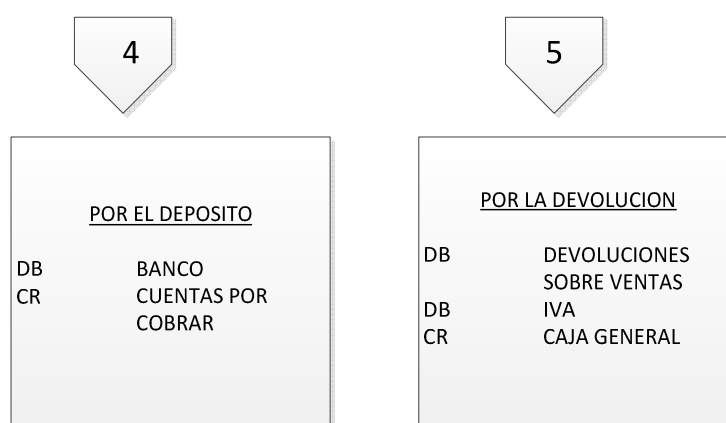 4
POR EL DEPOSITO
DB BANCO
CR CUENTAS POR
COBRAR
5
POR LA DEVOLUCION
DB DEVOLUCIONES
SOBRE VENTAS
DB IVA
CR CAJA GENERAL